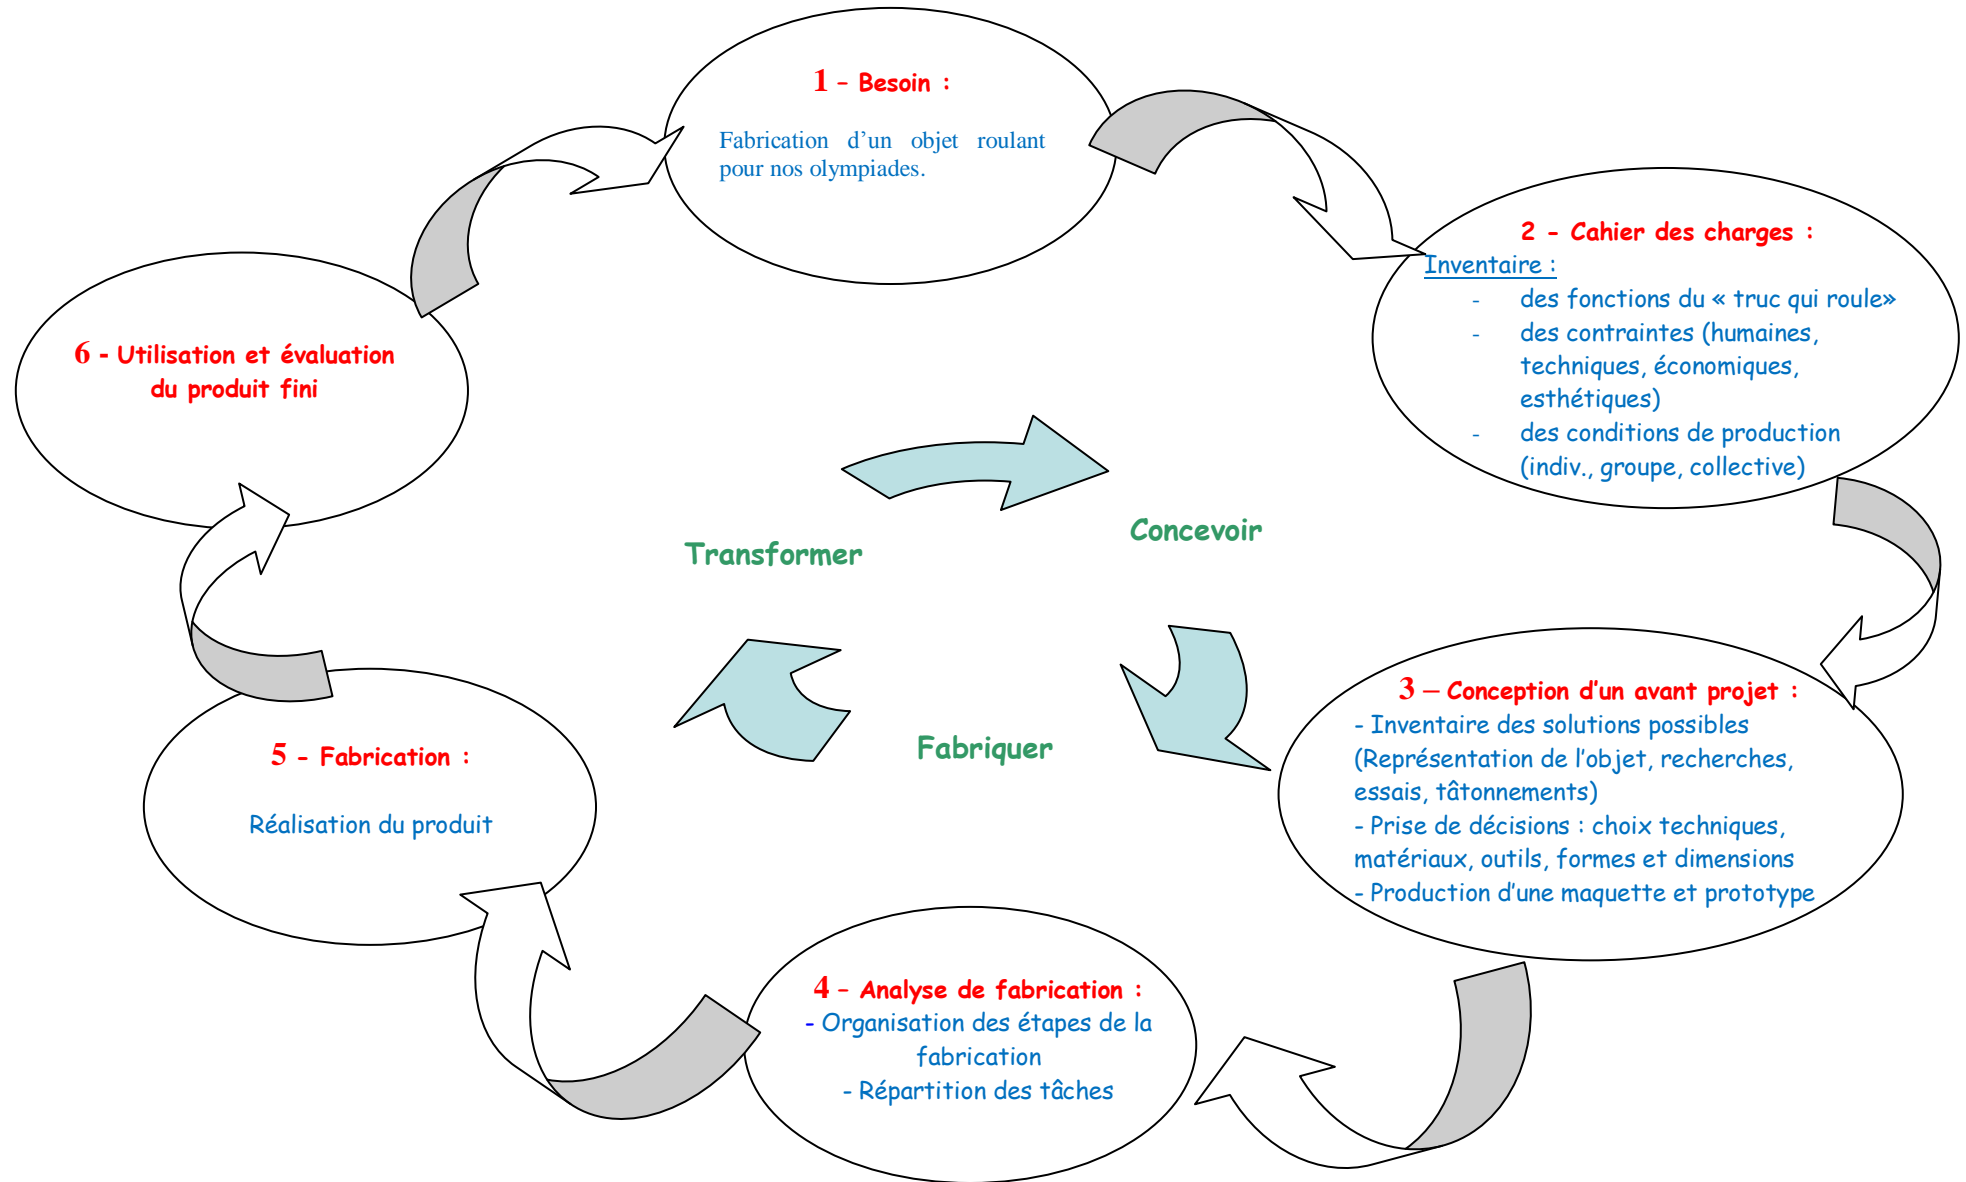 1 - Besoin :
Fabrication d'un objet roulant
pour nos olympiades.
2 - Cahier des charges :
Inventaire :
- des fonctions du « truc qui roule»
- des contraintes (humaines,
techniques, économiques,
esthétiques)
- des conditions de production
(indiv., groupe, collective)
3 – Conception d'un avant projet :
- Inventaire des solutions possibles
(Représentation de l'objet, recherches,
essais, tâtonnements)
- Prise de décisions : choix techniques,
matériaux, outils, formes et dimensions
- Production d'une maquette et prototype
4 - Analyse de fabrication :
- Organisation des étapes de la
fabrication
- Répartition des tâches
5 - Fabrication :
Réalisation du produit
6 - Utilisation et évaluation
du produit fini
Transformer
Concevoir
Fabriquer